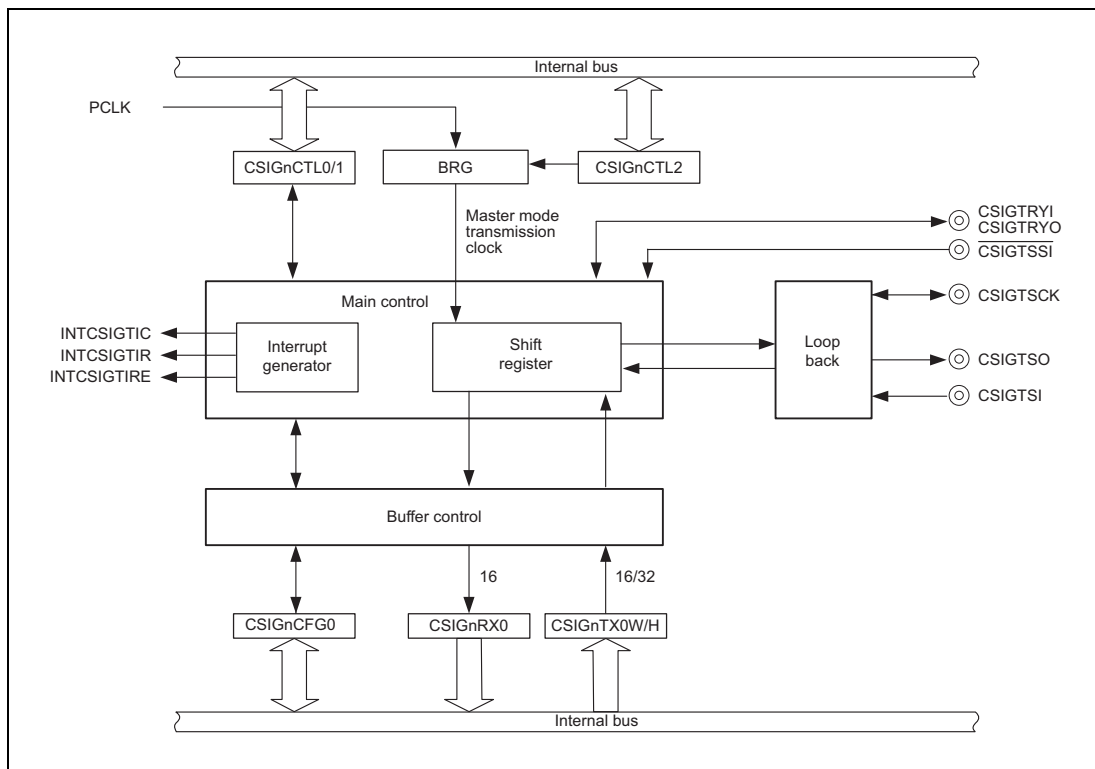 Internal bus
PCLK
CSIGnCTL0/1
BRG
CSIGnCTL2
Master mode
transmission
clock
CSIGTRYI
CSIGTRYO
CSIGTSSI
Main control
CSIGTSCK
INTCSIGTIC
INTCSIGTIR
INTCSIGTIRE
Interrupt
generator
Shift
register
Loop
back
CSIGTSO
CSIGTSI
Buffer control
16
16/32
CSIGnCFG0
CSIGnRX0
CSIGnTX0W/H
Internal bus